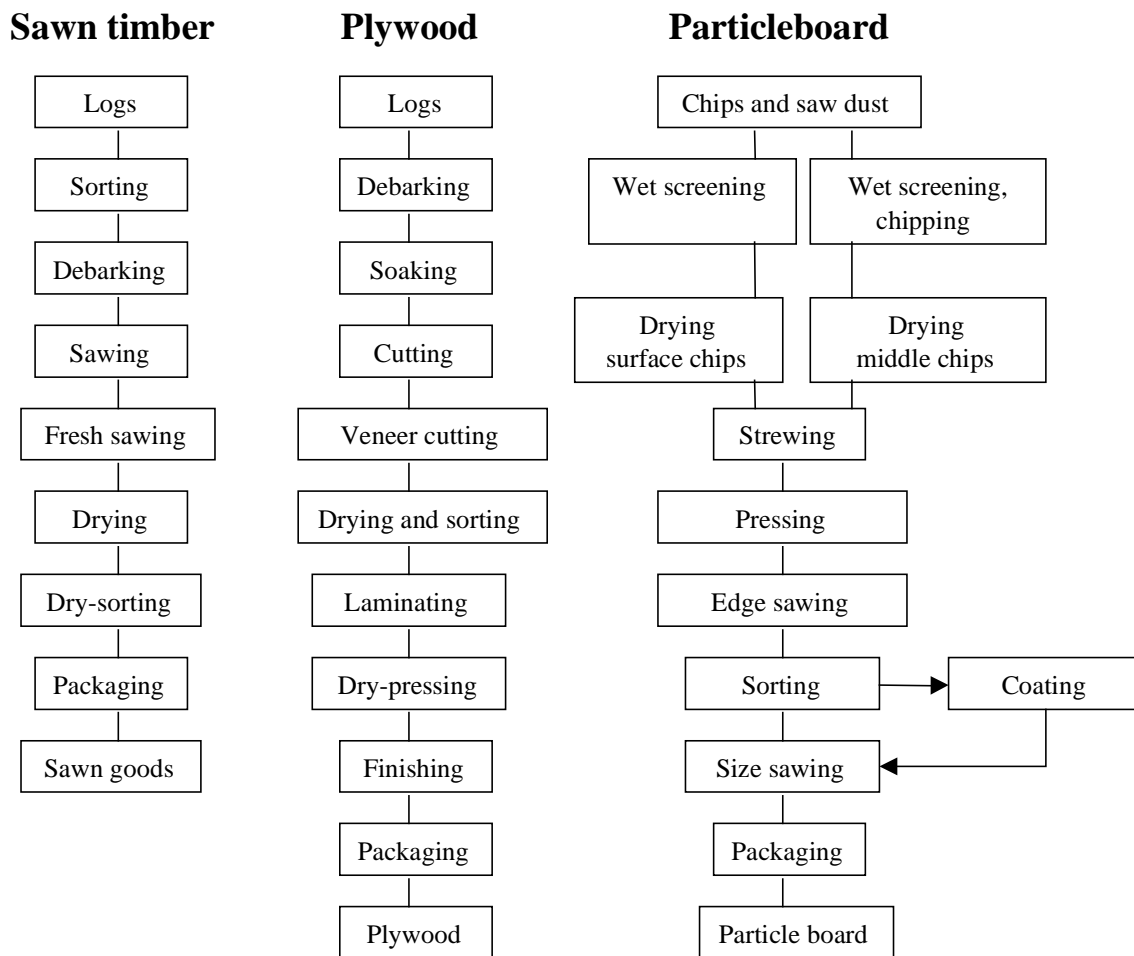 Sawn timber
Logs
Sorting
Debarking
Sawing
Fresh sawing
Drying
Dry-sorting
Packaging
Sawn goods
Plywood
Logs
Debarking
Soaking
Cutting
Veneer cutting
Drying and sorting
Laminating
Dry-pressing
Finishing
Packaging
Plywood
Particleboard
Chips and saw dust
Wet screening
Wet screening,
chipping
Drying
surface chips
Drying
middle chips
Strewing
Pressing
Edge sawing
Sorting
Coating
Size sawing
Packaging
Particle board